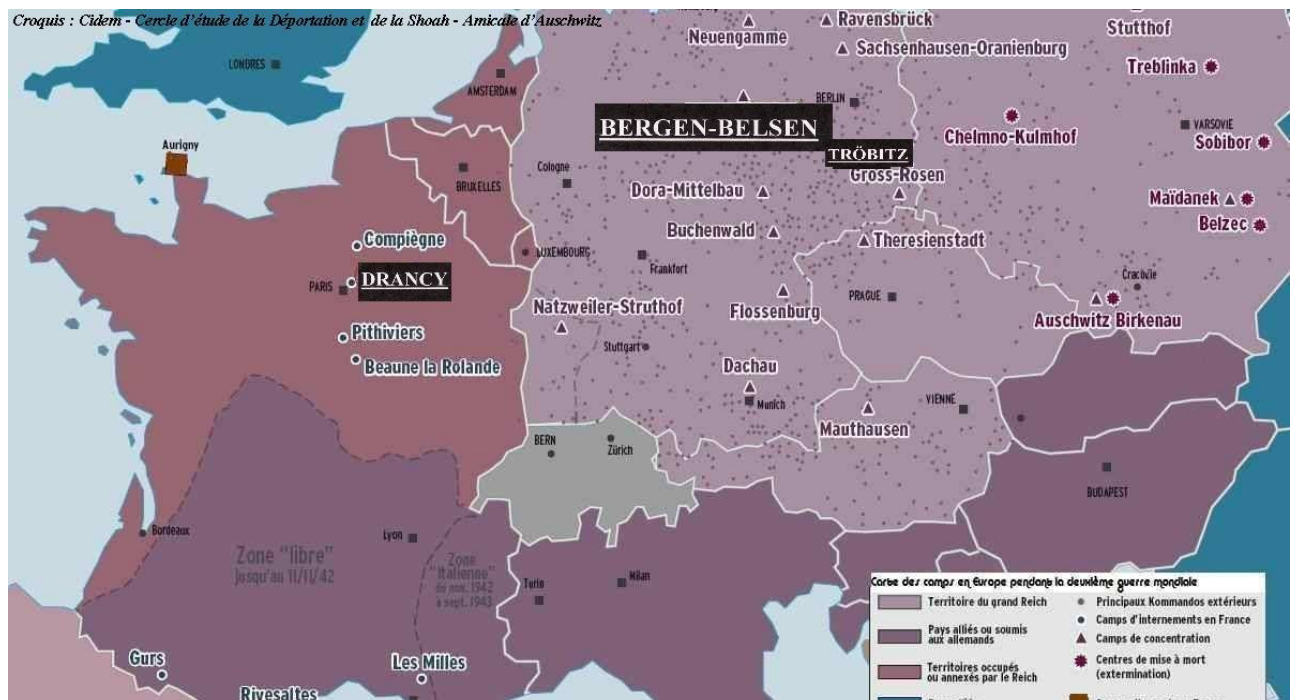 Croquis : Cidem - Cercle d'étude de la Déportation et de la Shoah - Amicale d'Auschwitz
Ravensbrück
Stutthof
Neuengamme
Sachsenhausen-Oranienburg
LONDRES
Treblinka
AMSTERDAM
BERLIN
BERGEN-BELSEN
Chelmno-Kulmhof
VARSOVIE
Sobibor
Aurigny
TRÖBITZ
Cologne
BRUXELLES
Gross-Rosen
Dora-Mittelbau
Maïdanek
Belzec
Buchenwald
Theresienstadt
Compiègne
LUXEMBOURG
Frankfort
Cracovie
PARIS
DRANCY
PRAGUE
Natzweiler-Struthof
Flossenburg
Auschwitz Birkenau
Pithiviers
Stuttgart
Beaune la Rolande
Dachau
Munich
VIENNE
Mauthausen
BERN
Zürich
BUDAPEST
Bordeaux
Lyon
Zone "libre"
jusqu'au 11/11/42
Zone
"Italienne"
de nov. 1942
à sept. 1943
Turin
Milan
Gurs
Les Milles
Rivesaltes
Carte des camps en Europe pendant la deuxième guerre mondiale
Territoire du grand Reich
Pays alliés ou soumis
aux allemands
Territoires occupés
ou annexés par le Reich
Principaux Kommandos extérieurs
Camps d'internements en France
Camps de concentration
Centres de mise à mort
(extermination)